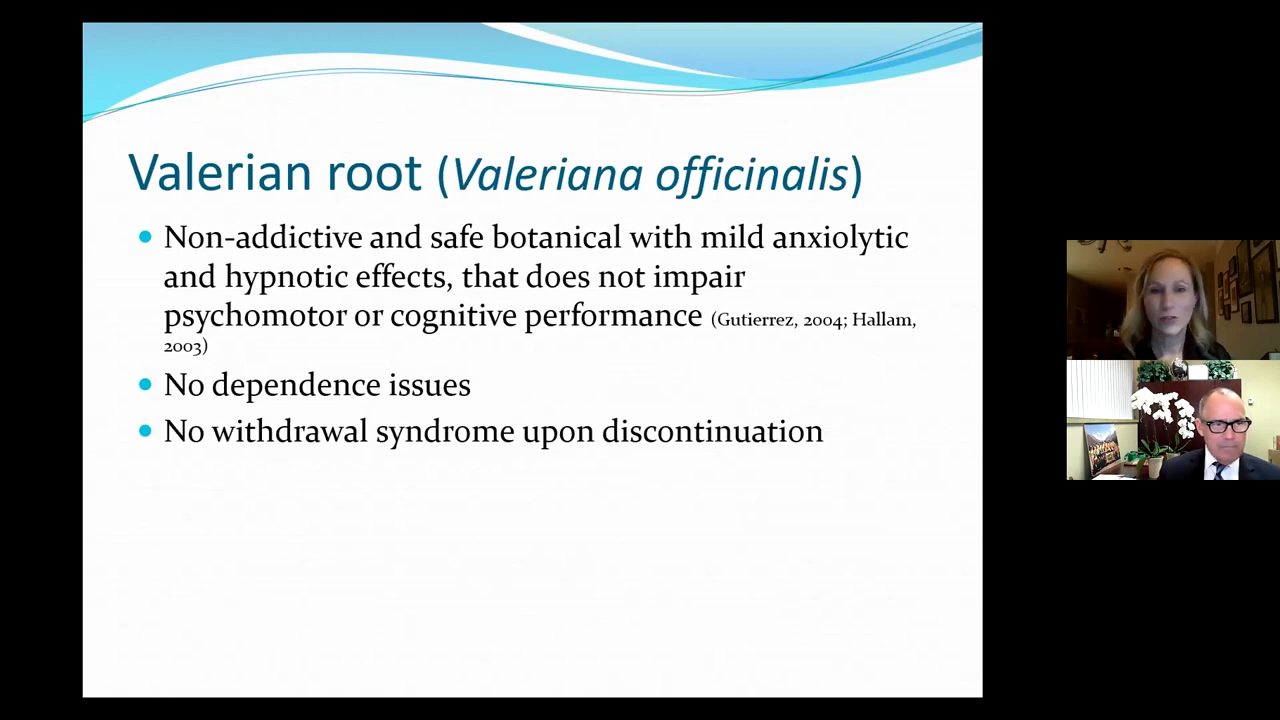 Valerian root (Valeriana officinalis)
Non-addictive and safe botanical with mild anxiolytic
and hypnotic effects, that does not impair
psychomotor or cognitive performance (Gutierrez, 2004; Hallam,
2003)
No dependence issues
No withdrawal syndrome upon discontinuation